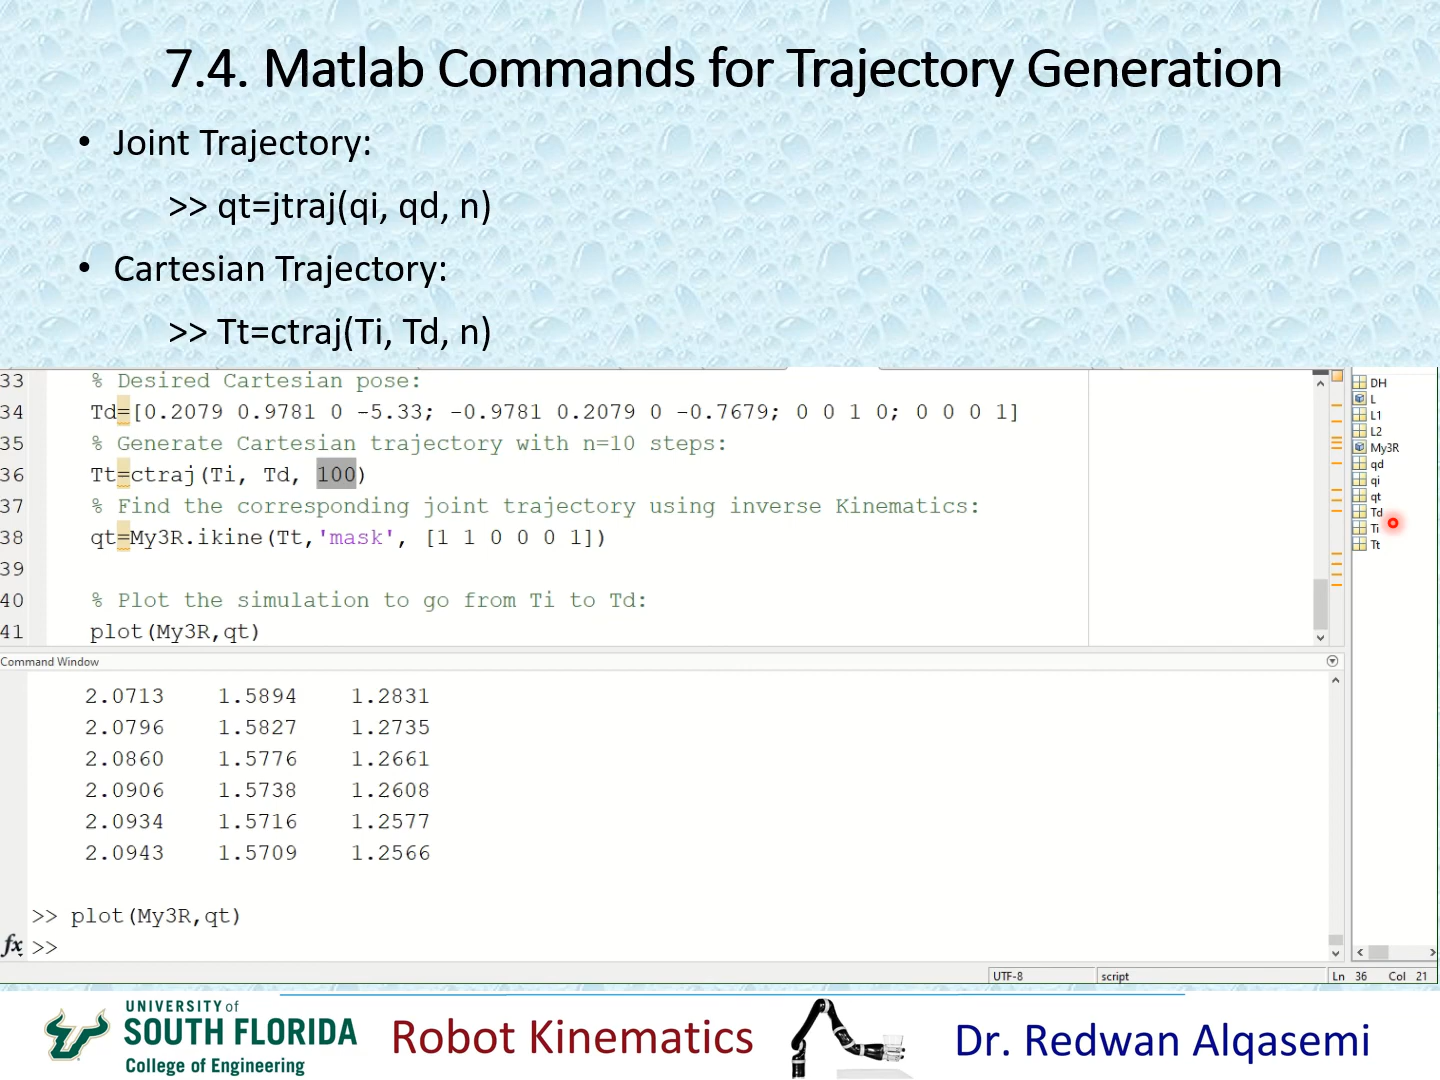 7.4. Matlab Commands for Trajectory Generation
• Joint Trajectory:
>> qt=jtraj(qi, qd, n)
• Cartesian Trajectory:
>> Tt=ctraj(Ti, Td, n)
33 % Desired Cartesian pose:
34 Td=[0.2079 0.9781 0 -5.33; -0.9781 0.2079 0 -0.7679; 0 0 1 0; 0 0 0 1]
35 % Generate Cartesian trajectory with n=10 steps:
36 Tt=ctraj(Ti, Td, 100)
37 % Find the corresponding joint trajectory using inverse Kinematics:
38 qt=My3R.ikine(Tt,'mask', [1 1 0 0 0 1])
39
40 % Plot the simulation to go from Ti to Td:
41 plot(My3R,qt)
DH
L
L1
L2
My3R
qd
qi
qt
Td
Ti
Tt
Command Window
2.0713 1.5894 1.2831
2.0796 1.5827 1.2735
2.0860 1.5776 1.2661
2.0906 1.5738 1.2608
2.0934 1.5716 1.2577
2.0943 1.5709 1.2566
>> plot(My3R,qt)
fx >>
UTF-8 script Ln 36 Col 21
UNIVERSITY of
SOUTH FLORIDA
College of Engineering
Robot Kinematics
Dr. Redwan Alqasemi